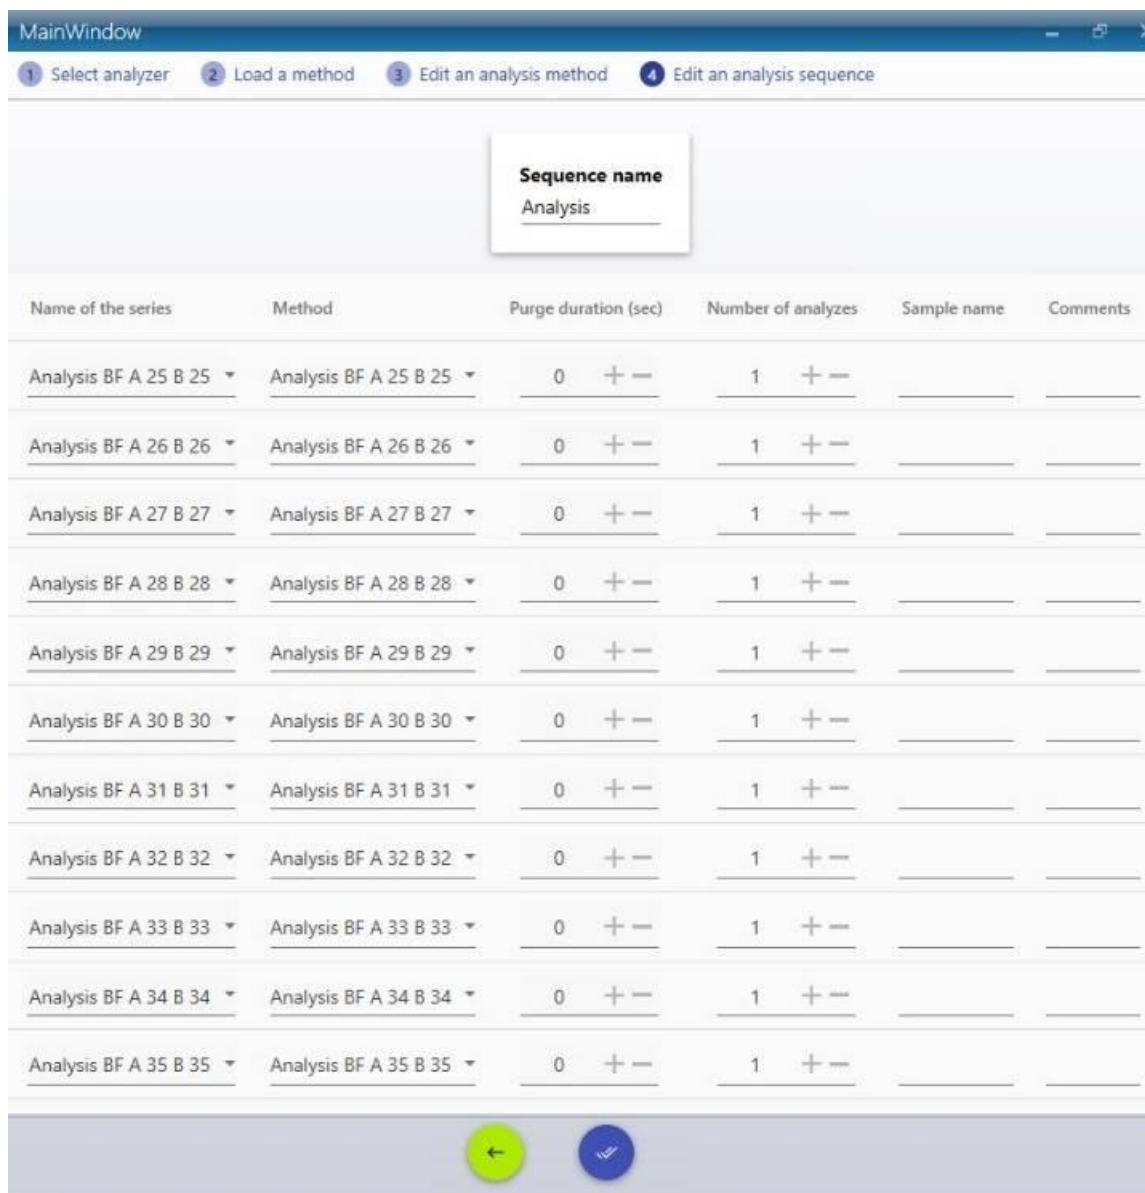 MainWindow
1 Select analyzer 2 Load a method 3 Edit an analysis method 4 Edit an analysis sequence
Sequence name
Analysis
Name of the series Method Purge duration (sec) Number of analyzes Sample name Comments
Analysis BF A 25 B 25 Analysis BF A 25 B 25 0 + − 1 + −
Analysis BF A 26 B 26 Analysis BF A 26 B 26 0 + − 1 + −
Analysis BF A 27 B 27 Analysis BF A 27 B 27 0 + − 1 + −
Analysis BF A 28 B 28 Analysis BF A 28 B 28 0 + − 1 + −
Analysis BF A 29 B 29 Analysis BF A 29 B 29 0 + − 1 + −
Analysis BF A 30 B 30 Analysis BF A 30 B 30 0 + − 1 + −
Analysis BF A 31 B 31 Analysis BF A 31 B 31 0 + − 1 + −
Analysis BF A 32 B 32 Analysis BF A 32 B 32 0 + − 1 + −
Analysis BF A 33 B 33 Analysis BF A 33 B 33 0 + − 1 + −
Analysis BF A 34 B 34 Analysis BF A 34 B 34 0 + − 1 + −
Analysis BF A 35 B 35 Analysis BF A 35 B 35 0 + − 1 + −